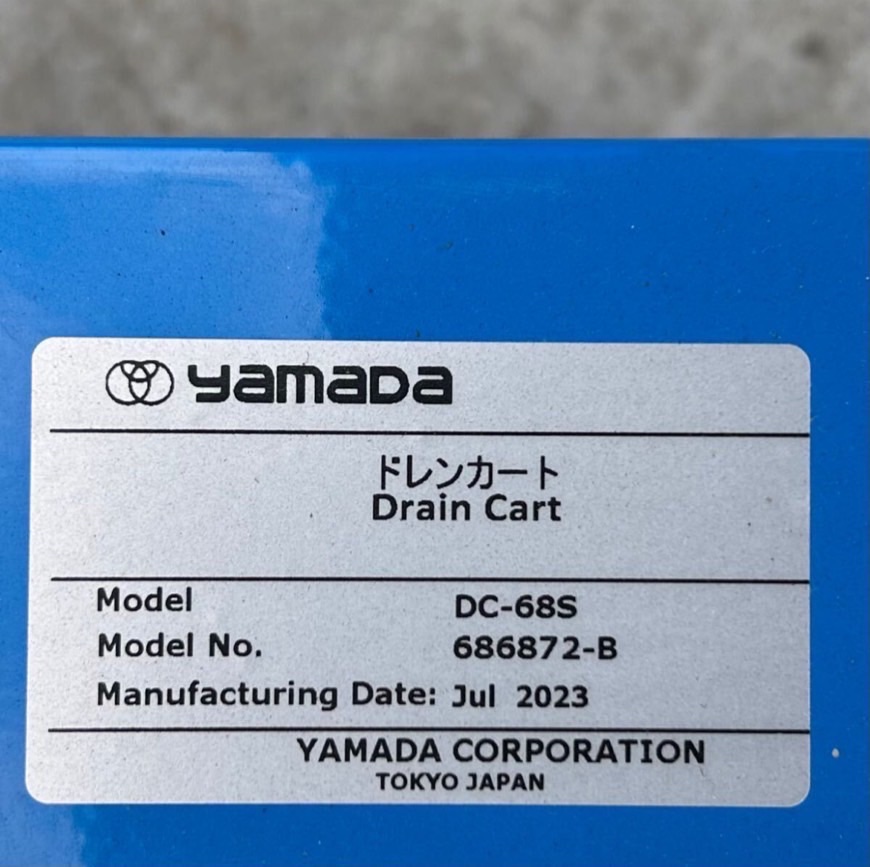 yamada
ドレンカート
Drain Cart
Model DC-68S
Model No. 686872-B
Manufacturing Date: Jul 2023
YAMADA CORPORATION
TOKYO JAPAN